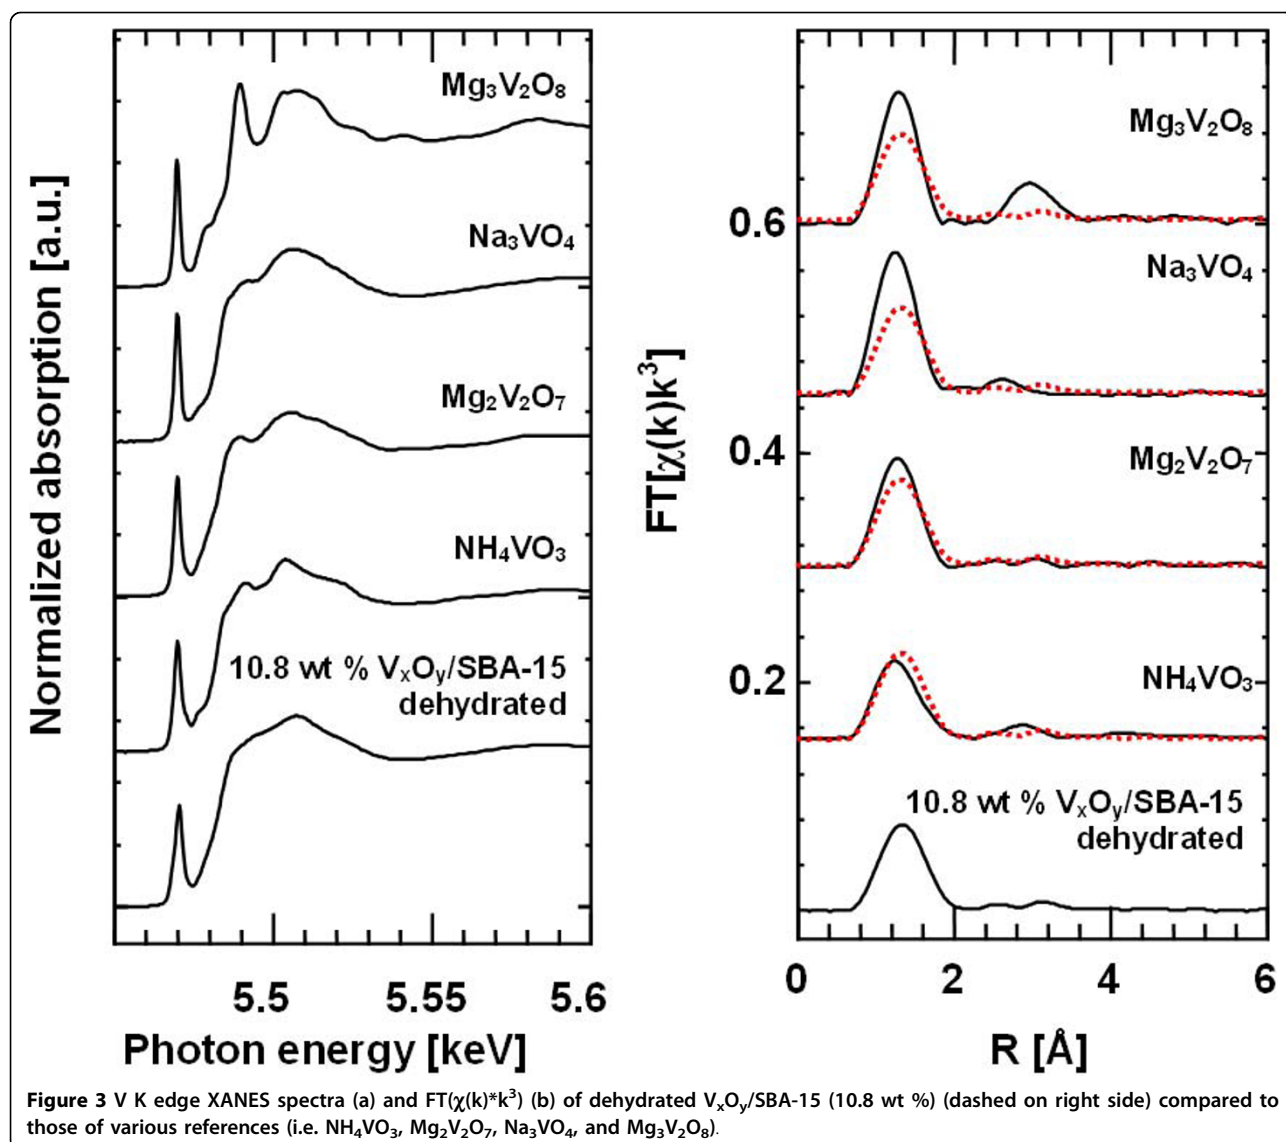 Normalized absorption [a.u.]
Mg₃V₂O₈
Na₃VO₄
Mg₂V₂O₇
NH₄VO₃
10.8 wt % VₓOᵧ/SBA-15
dehydrated
5.5 5.55 5.6
Photon energy [keV]
FT[χ(k)k³]
0.6
0.4
0.2
Mg₃V₂O₈
Na₃VO₄
Mg₂V₂O₇
NH₄VO₃
10.8 wt % VₓOᵧ/SBA-15
dehydrated
0 2 4 6
R [Å]
Figure 3 V K edge XANES spectra (a) and FT(χ(k)*k³) (b) of dehydrated VₓOᵧ/SBA-15 (10.8 wt %) (dashed on right side) compared to
those of various references (i.e. NH₄VO₃, Mg₂V₂O₇, Na₃VO₄, and Mg₃V₂O₈).